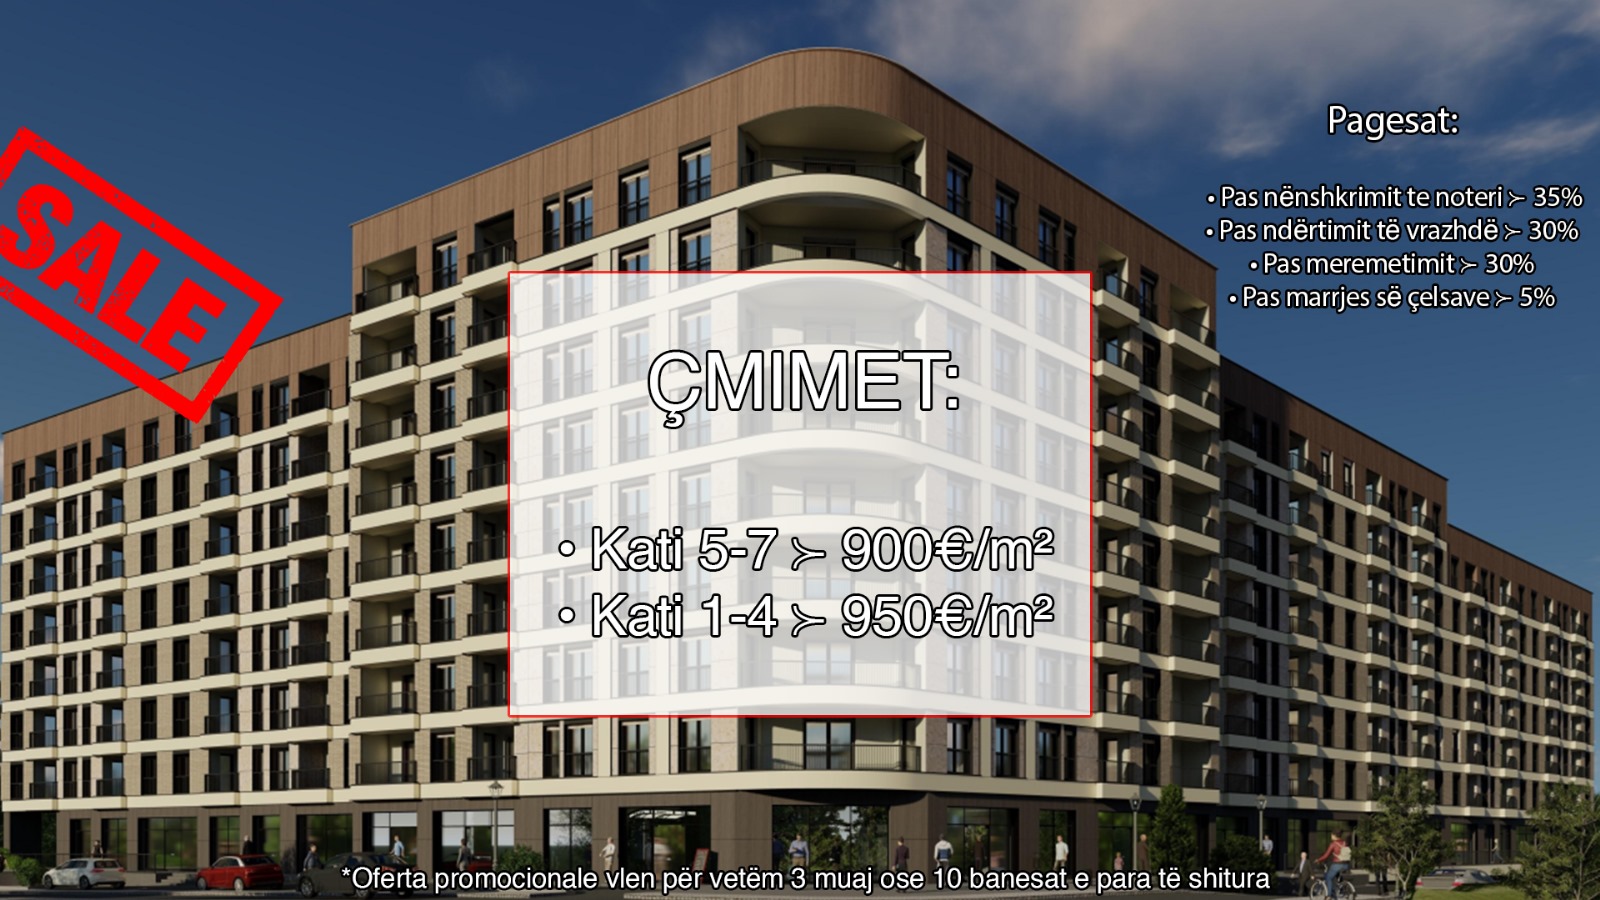 SALE
Pagesat:
• Pas nënshkrimit te noteri ≻ 35%
• Pas ndërtimit të vrazhdë ≻ 30%
• Pas meremetimit ≻ 30%
• Pas marrjes së çelsave ≻ 5%
ÇMIMET:
• Kati 5-7 ≻ 900€/m²
• Kati 1-4 ≻ 950€/m²
*Oferta promocionale vlen për vetëm 3 muaj ose 10 banesat e para të shitura